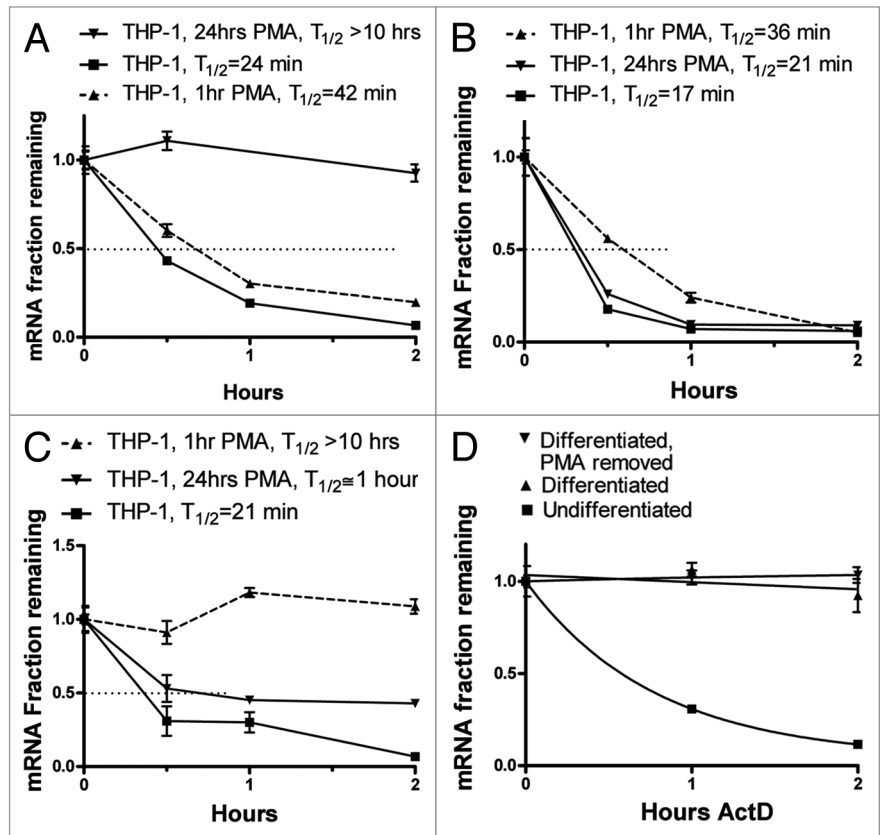 A
THP-1, 24hrs PMA, T1/2 >10 hrs
THP-1, T1/2=24 min
THP-1, 1hr PMA, T1/2=42 min
mRNA fraction remaining
1.0
0.5
0.0
0
1
2
Hours
B
THP-1, 1hr PMA, T1/2=36 min
THP-1, 24hrs PMA, T1/2=21 min
THP-1, T1/2=17 min
mRNA Fraction remaining
1.0
0.5
0.0
0
1
2
Hours
C
THP-1, 1hr PMA, T1/2 >10 hrs
THP-1, 24hrs PMA, T1/2≅1 hour
THP-1, T1/2=21 min
mRNA Fraction remaining
1.5
1.0
0.5
0.0
0
1
2
Hours
D
Differentiated,
PMA removed
Differentiated
Undifferentiated
mRNA fraction remaining
1.0
0.5
0.0
0
1
2
Hours ActD